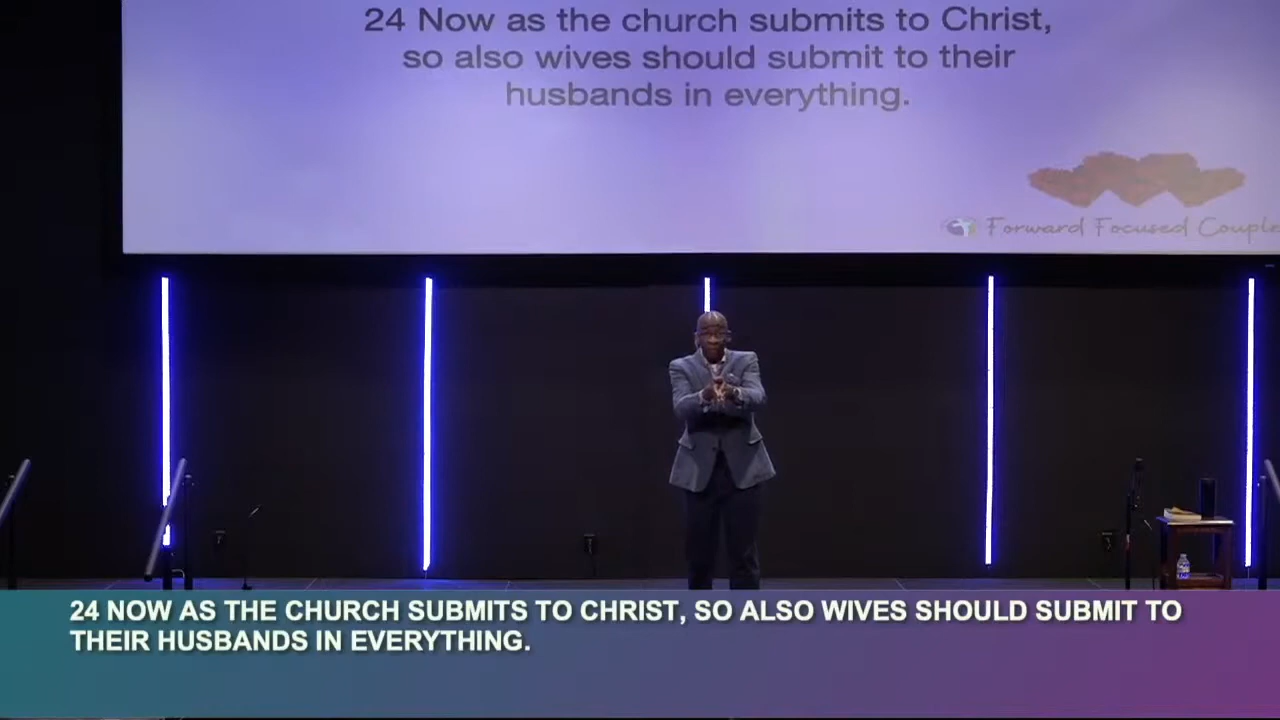 24 Now as the church submits to Christ,
so also wives should submit to their
husbands in everything.
Forward Focused Couple
24 NOW AS THE CHURCH SUBMITS TO CHRIST, SO ALSO WIVES SHOULD SUBMIT TO
THEIR HUSBANDS IN EVERYTHING.